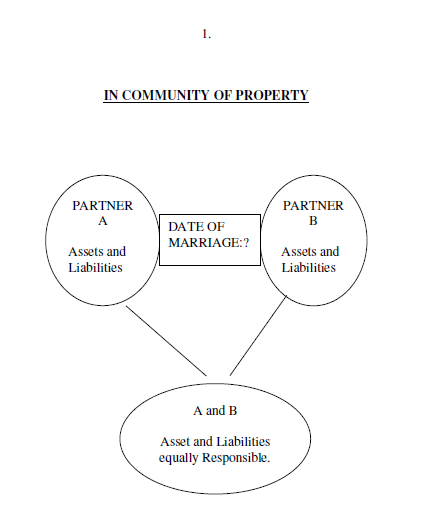 1.
IN COMMUNITY OF PROPERTY
PARTNER
A
Assets and
Liabilities
DATE OF
MARRIAGE:?
PARTNER
B
Assets and
Liabilities
A and B
Asset and Liabilities
equally Responsible.